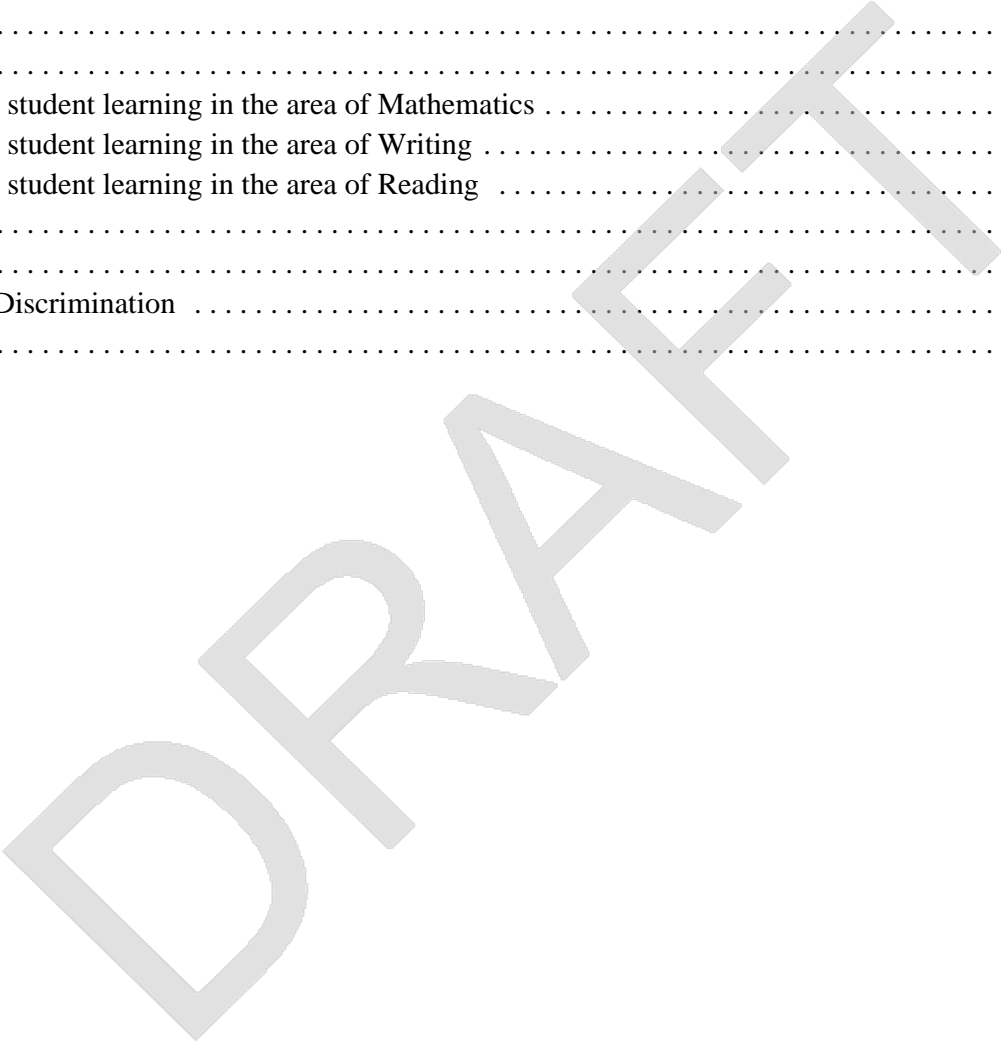 . . . . . . . . . . . . . . . . . . . . . . . . . . . . . . . . . . . . . . . . . . . . . . . . . . . . . . . . . . . . . . . . . . . .
. . . . . . . . . . . . . . . . . . . . . . . . . . . . . . . . . . . . . . . . . . . . . . . . . . . . . . . . . . . . . . . . . . . .
student learning in the area of Mathematics . . . . . . . . . . . . . . . . . . . . . . . . . . . . . . . . . . . . . .
student learning in the area of Writing . . . . . . . . . . . . . . . . . . . . . . . . . . . . . . . . . . . . . . . . . . .
student learning in the area of Reading . . . . . . . . . . . . . . . . . . . . . . . . . . . . . . . . . . . . . . . . . .
. . . . . . . . . . . . . . . . . . . . . . . . . . . . . . . . . . . . . . . . . . . . . . . . . . . . . . . . . . . . . . . . . . . .
. . . . . . . . . . . . . . . . . . . . . . . . . . . . . . . . . . . . . . . . . . . . . . . . . . . . . . . . . . . . . . . . . . . .
Discrimination . . . . . . . . . . . . . . . . . . . . . . . . . . . . . . . . . . . . . . . . . . . . . . . . . . . . . . . . . . .
. . . . . . . . . . . . . . . . . . . . . . . . . . . . . . . . . . . . . . . . . . . . . . . . . . . . . . . . . . . . . . . . . . . .
DRAFT